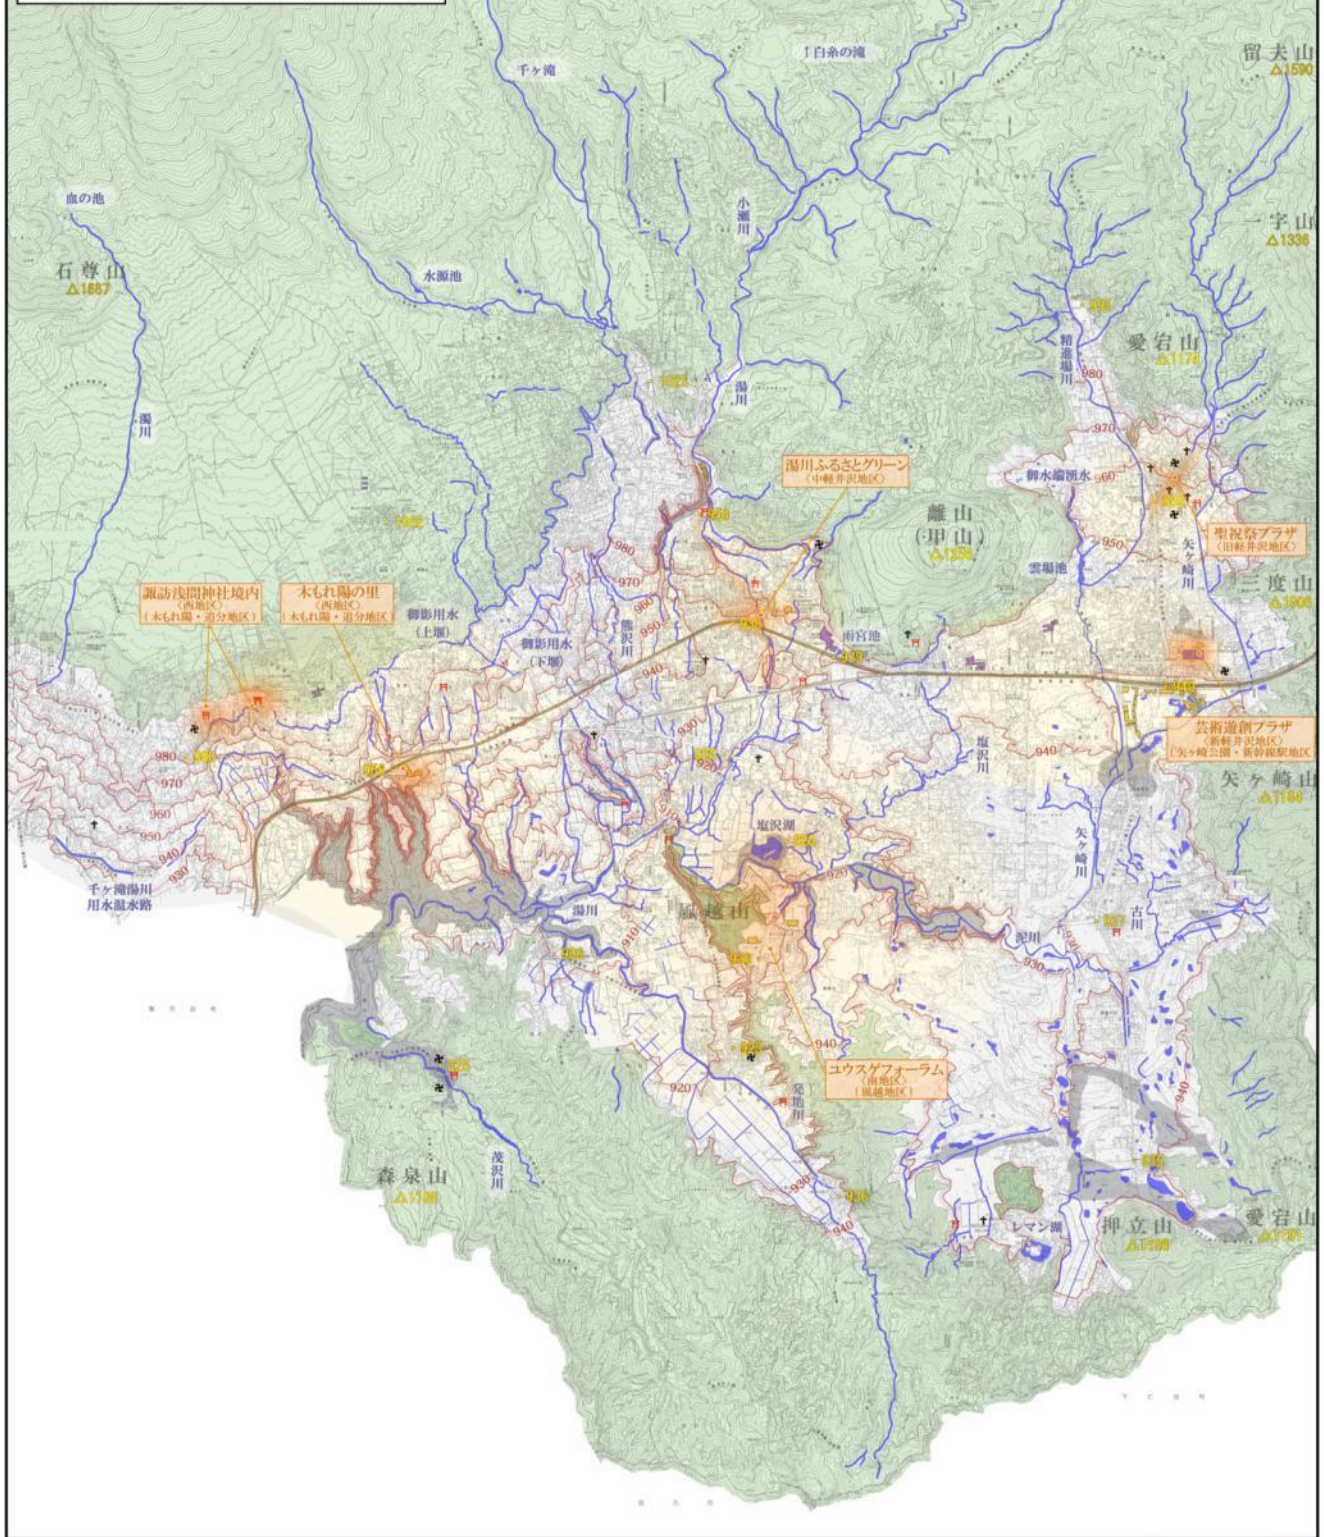 ↑白糸の滝
千ヶ滝
留夫山
△1590
血の池
小瀬川
一字山
△1336
石尊山
△1667
水源池
愛宕山
精進場川
980
湯川
湯川
970
湯川ふるさとグリーン
〈中軽井沢地区〉
御水端湧水
960
離山
(甲山)
聖祝祭プラザ
〈旧軽井沢地区〉
矢ヶ崎川
950
980
雲場池
970
三度山
諏訪浅間神社境内
〈西地区〉
(木もれ陽・追分地区)
木もれ陽の里
〈西地区〉
(木もれ陽・追分地区)
御影用水
(上堰)
960
950
熊沢川
御影用水
(下堰)
雨宮池
939
940
930
芸術遊創プラザ
〈新軽井沢地区〉
(矢ヶ崎公園・新幹線駅地区
塩沢川
940
980
970
920
矢ヶ崎山
△1184
960
950
塩沢湖
矢ヶ崎川
940
930
920
千ヶ滝湯川
用水温水路
湯川
風越山
古川
910
沢川
930
930
940
ユウスゲフォーラム
〈南地区〉
(風越地区)
920
発地川
940
茂沢川
森泉山
930
936
940
レマン湖
押立山
愛宕山